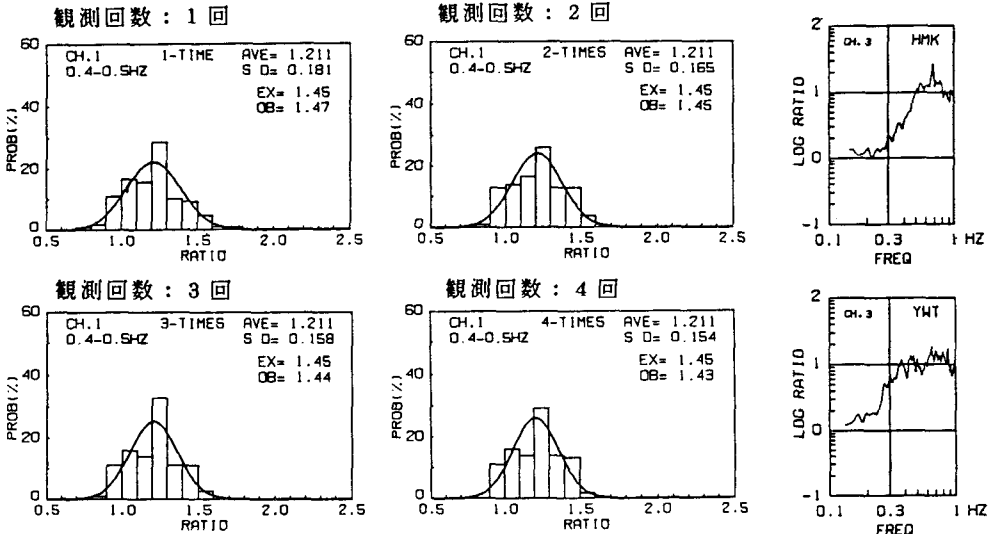 観測回数：1回
60
40
20
0
PROB(%)
CH.1 1-TIME AVE= 1.211
0.4-0.5HZ S D= 0.181
EX= 1.45
OB= 1.47
0.5 1.0 1.5 2.0 2.5
RATIO
観測回数：2回
60
40
20
0
PROB(%)
CH.1 2-TIMES AVE= 1.211
0.4-0.5HZ S D= 0.165
EX= 1.45
OB= 1.45
0.5 1.0 1.5 2.0 2.5
RATIO
2
1
0
-1
LOG RATIO
CH.3 HMK
0.1 0.3 1 HZ
FREQ
観測回数：3回
60
40
20
0
PROB(%)
CH.1 3-TIMES AVE= 1.211
0.4-0.5HZ S D= 0.158
EX= 1.45
OB= 1.44
0.5 1.0 1.5 2.0 2.5
RATIO
観測回数：4回
60
40
20
0
PROB(%)
CH.1 4-TIMES AVE= 1.211
0.4-0.5HZ S D= 0.154
EX= 1.45
OB= 1.43
0.5 1.0 1.5 2.0 2.5
RATIO
2
1
0
-1
LOG RATIO
CH.3 YWT
0.1 0.3 1 HZ
FREQ